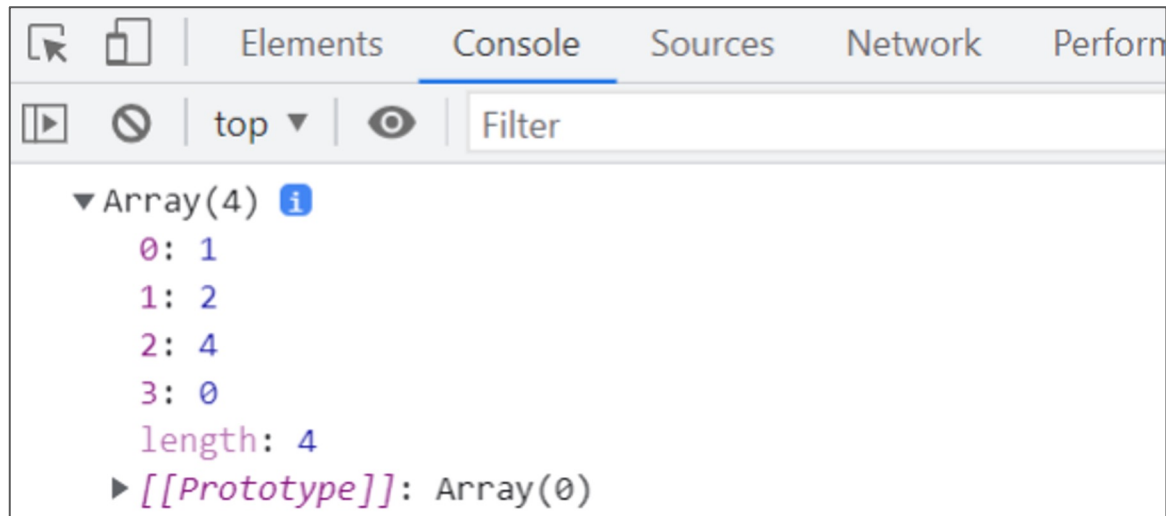 Elements Console Sources Network Perform
top Filter
Array(4) i
0: 1
1: 2
2: 4
3: 0
length: 4
[[Prototype]]: Array(0)